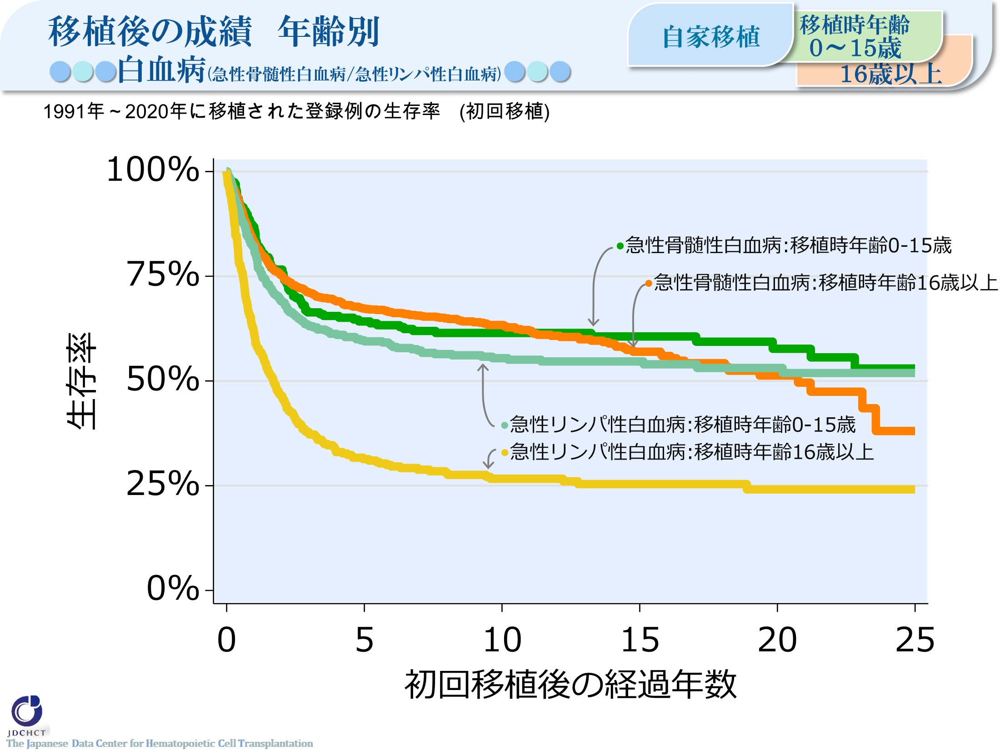 移植後の成績 年齢別
白血病(急性骨髄性白血病/急性リンパ性白血病)
自家移植
移植時年齢
0～15歳
16歳以上
1991年～2020年に移植された登録例の生存率 (初回移植)
100%
75%
50%
25%
0%
生存率
急性骨髄性白血病:移植時年齢0-15歳
急性骨髄性白血病:移植時年齢16歳以上
急性リンパ性白血病:移植時年齢0-15歳
急性リンパ性白血病:移植時年齢16歳以上
0 5 10 15 20 25
初回移植後の経過年数
JDCHCT
The Japanese Data Center for Hematopoietic Cell Transplantation